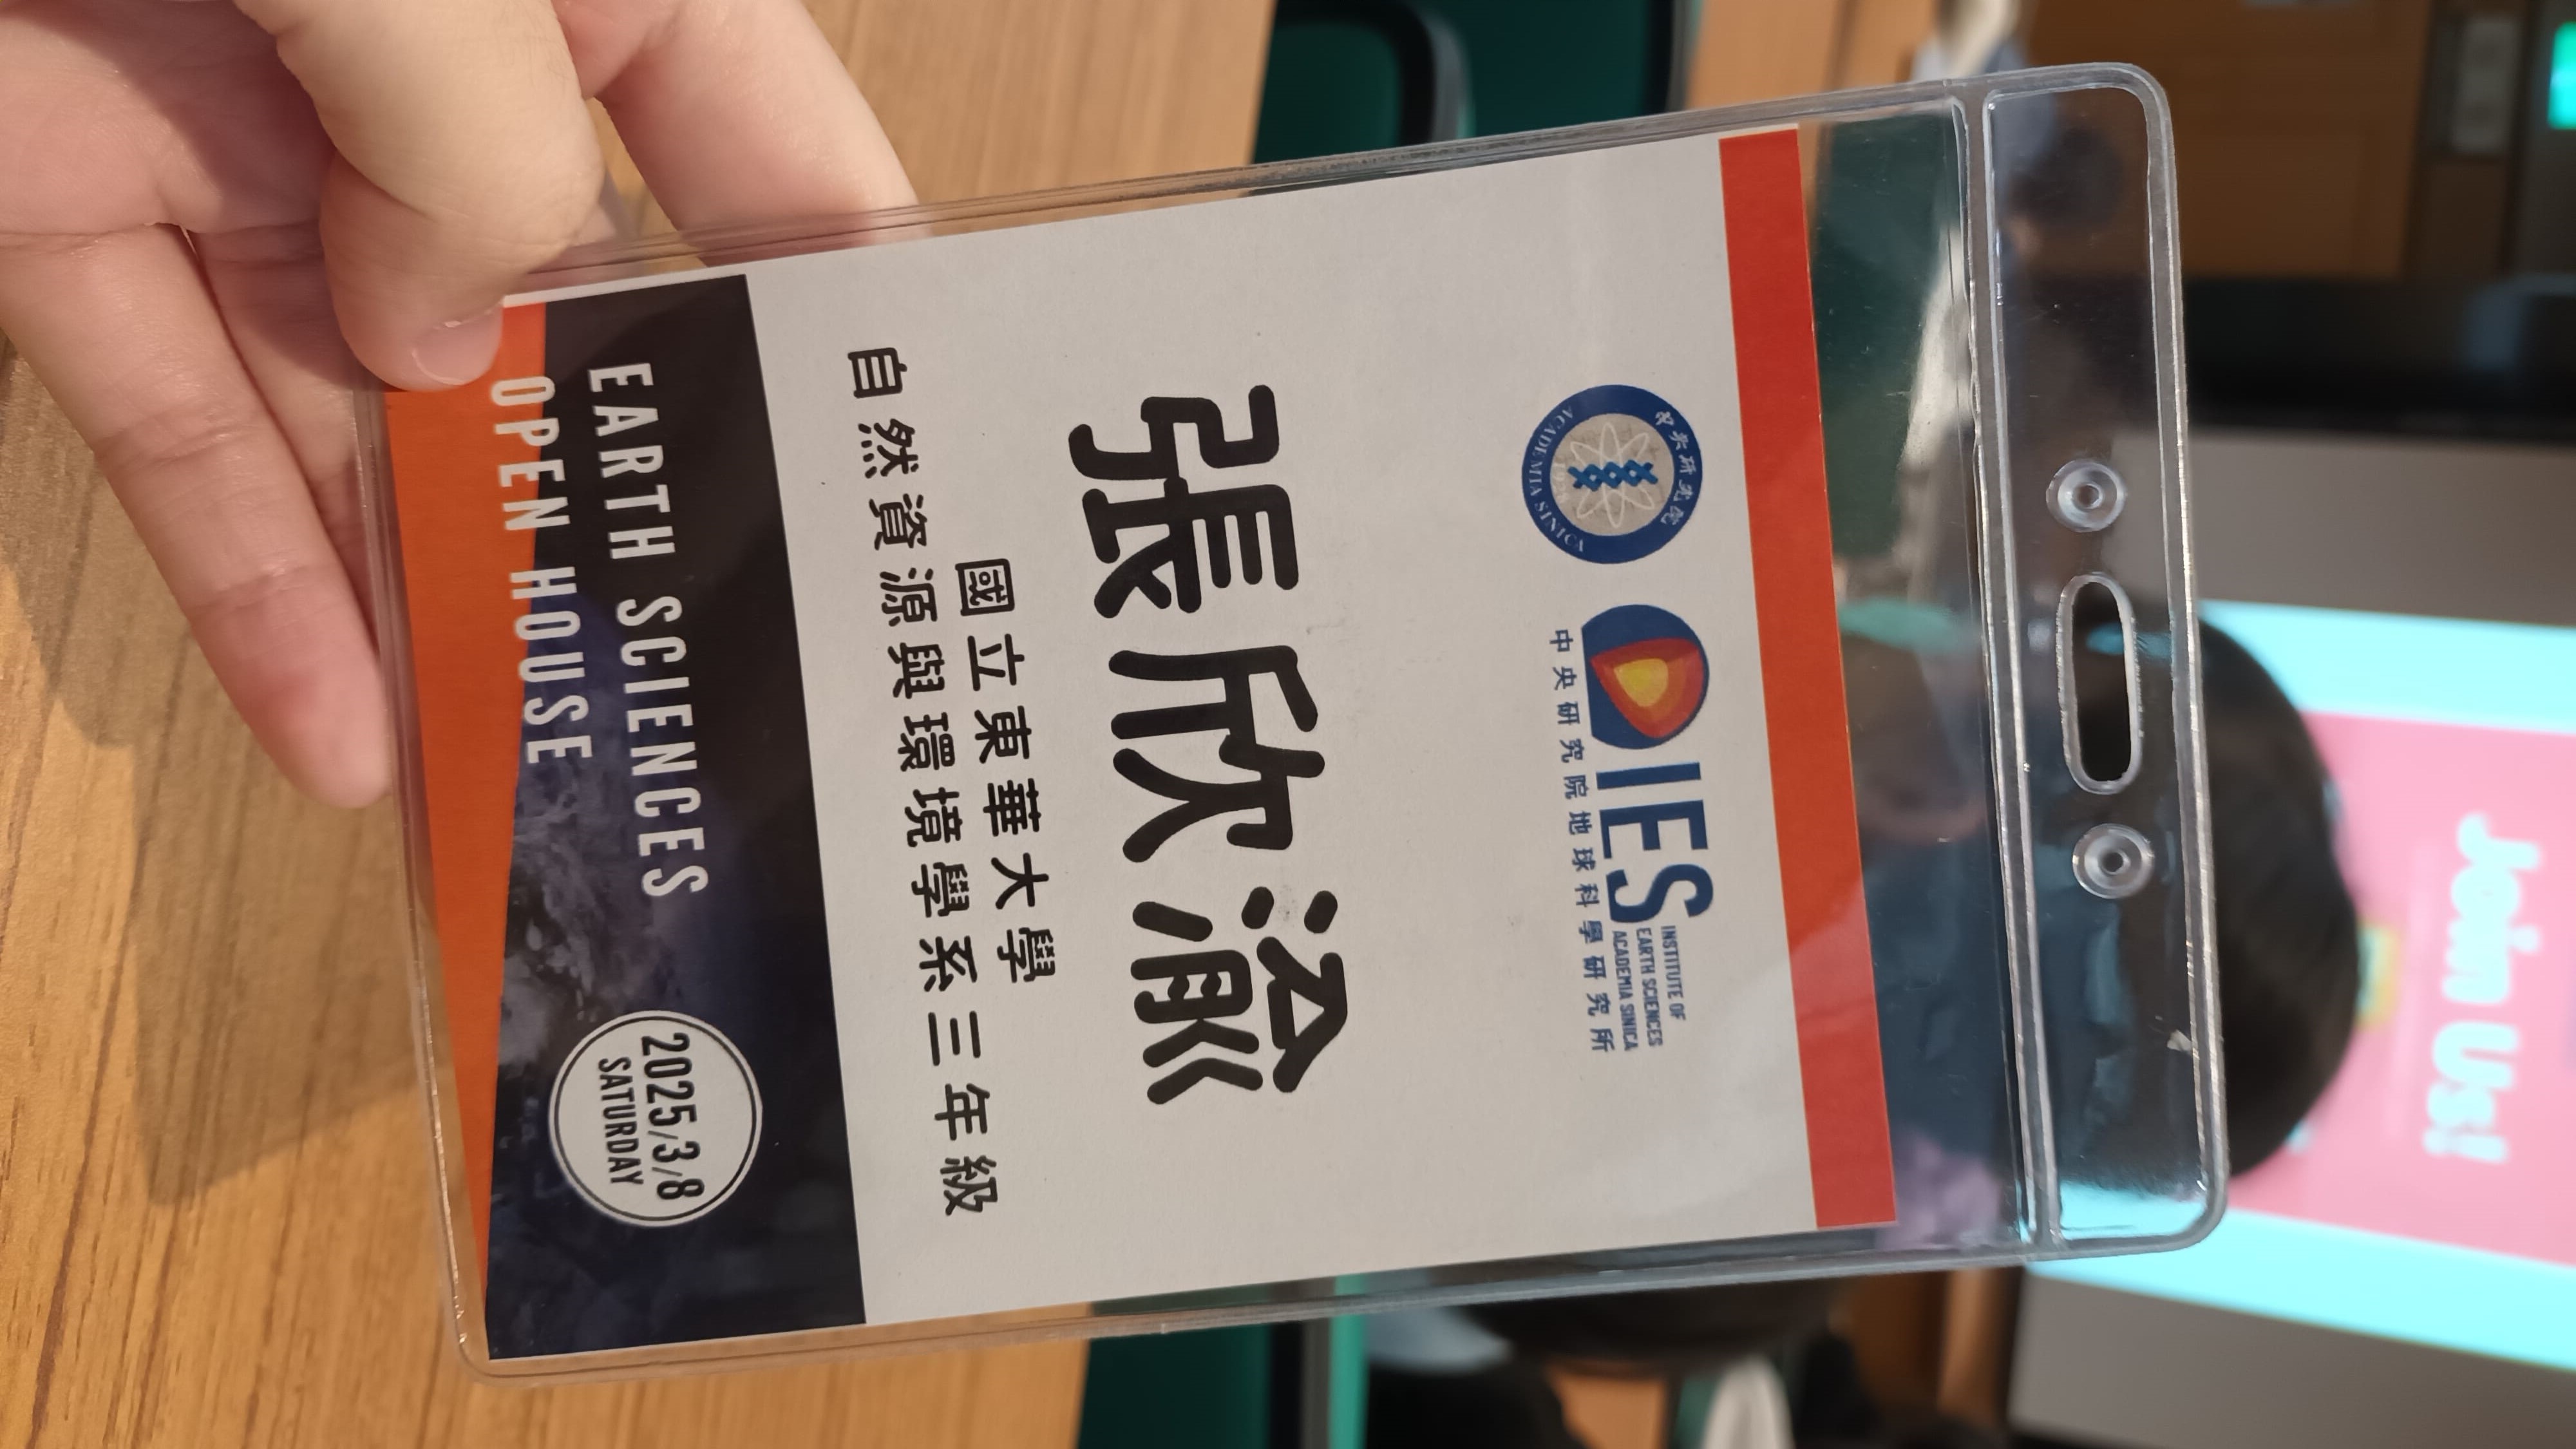 中央研究院
ACADEMIA SINICA
1928
IES
INSTITUTE OF
EARTH SCIENCES
ACADEMIA SINICA
中央研究院地球科學研究所
張欣渝
國立東華大學
自然資源與環境學系三年級
EARTH SCIENCES
OPEN HOUSE
2025/3/8
SATURDAY
Join Us!